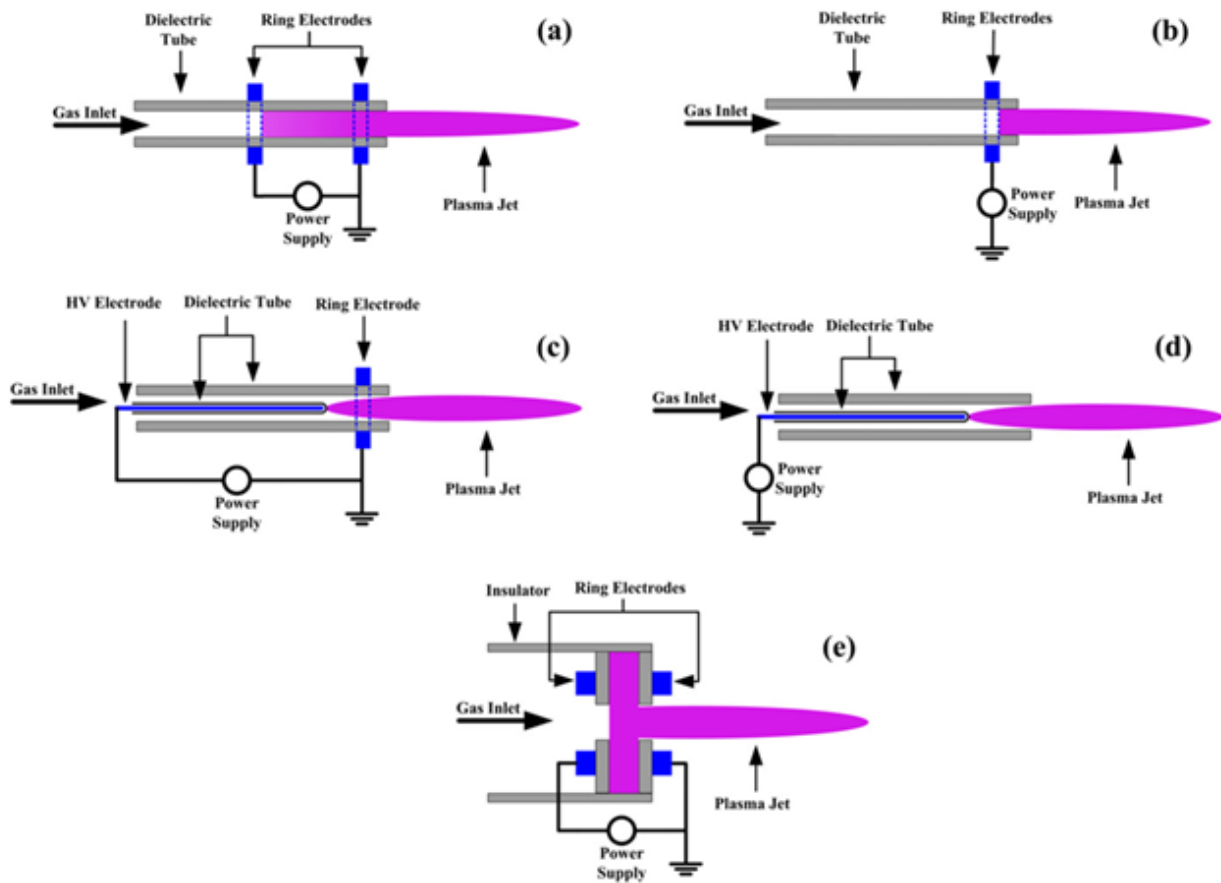 Dielectric
Tube
Ring Electrodes
(a)
Gas Inlet
Power
Supply
Plasma Jet
Dielectric
Tube
Ring Electrodes
(b)
Gas Inlet
Power
Supply
Plasma Jet
HV Electrode
Dielectric Tube
Ring Electrode
(c)
Gas Inlet
Power
Supply
Plasma Jet
HV Electrode
Dielectric Tube
(d)
Gas Inlet
Power
Supply
Plasma Jet
Insulator
Ring Electrodes
(e)
Gas Inlet
Plasma Jet
Power
Supply